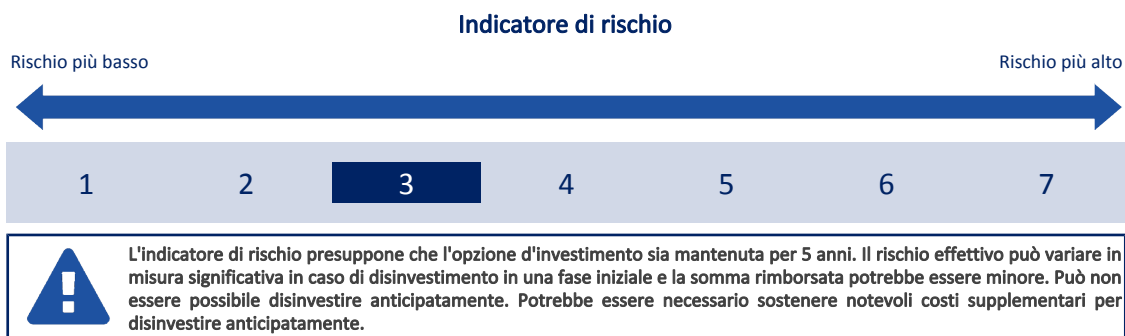 Indicatore di rischio
Rischio più basso
Rischio più alto
1 2 3 4 5 6 7
L'indicatore di rischio presuppone che l'opzione d'investimento sia mantenuta per 5 anni. Il rischio effettivo può variare in
misura significativa in caso di disinvestimento in una fase iniziale e la somma rimborsata potrebbe essere minore. Può non
essere possibile disinvestire anticipatamente. Potrebbe essere necessario sostenere notevoli costi supplementari per
disinvestire anticipatamente.